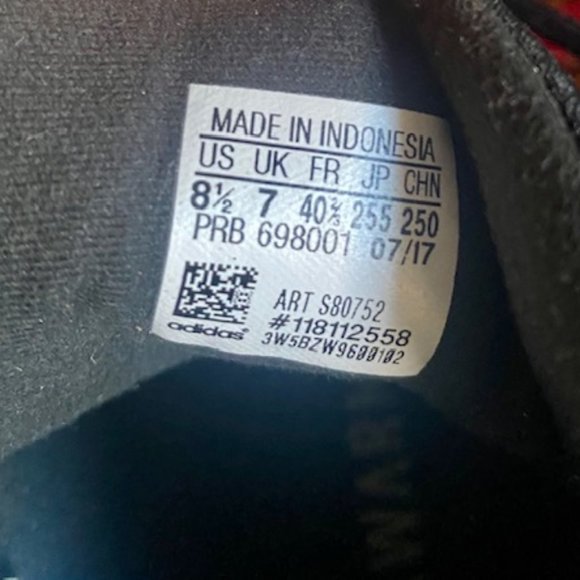 MADE IN INDONESIA
US UK FR JP CHN
8½ 7 40⅔ 255 250
PRB 698001 07/17
ART S80752
#118112558
adidas 3W5BZW9600102